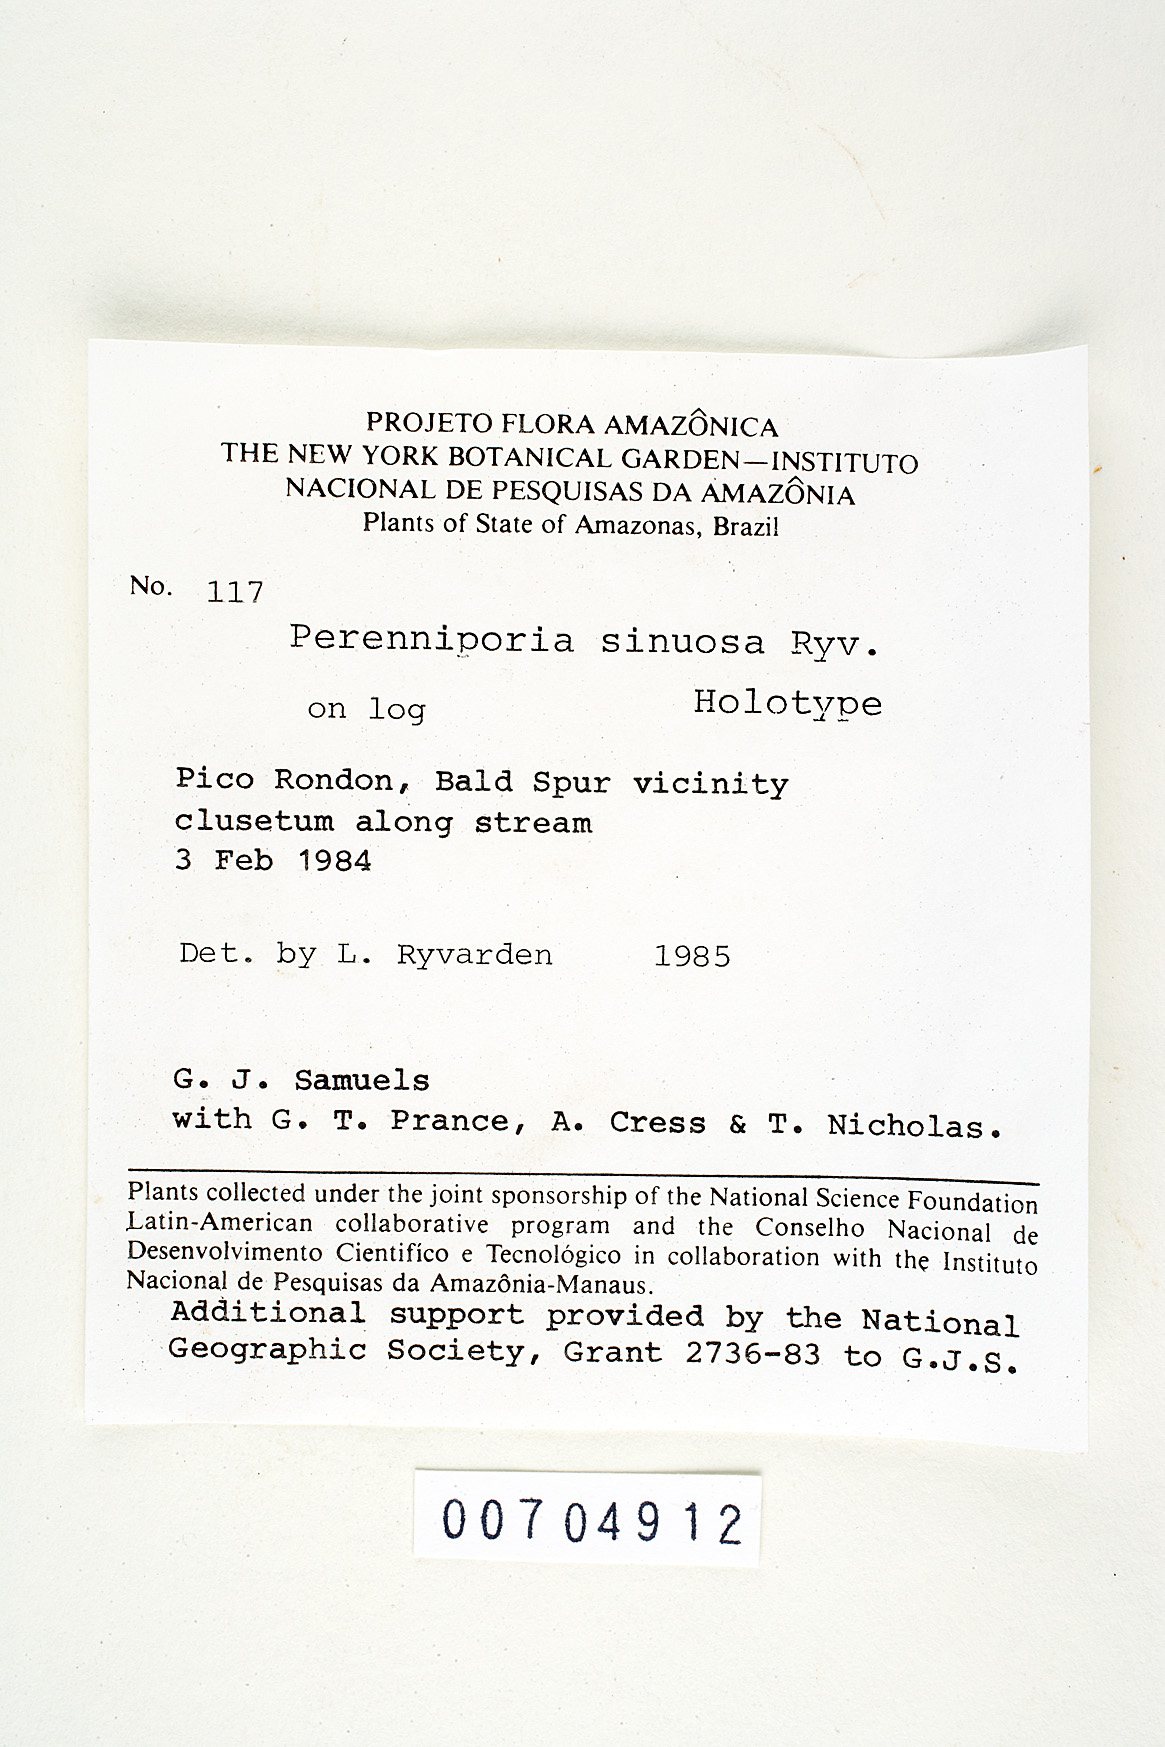 PROJETO FLORA AMAZÔNICA
THE NEW YORK BOTANICAL GARDEN—INSTITUTO
NACIONAL DE PESQUISAS DA AMAZÔNIA
Plants of State of Amazonas, Brazil
No. 117
Perenniporia sinuosa Ryv.
on log Holotype
Pico Rondon, Bald Spur vicinity
clusetum along stream
3 Feb 1984
Det. by L. Ryvarden 1985
G. J. Samuels
with G. T. Prance, A. Cress & T. Nicholas.
Plants collected under the joint sponsorship of the National Science Foundation
Latin-American collaborative program and the Conselho Nacional de
Desenvolvimento Cientifíco e Tecnológico in collaboration with the Instituto
Nacional de Pesquisas da Amazônia-Manaus.
Additional support provided by the National
Geographic Society, Grant 2736-83 to G.J.S.
00704912